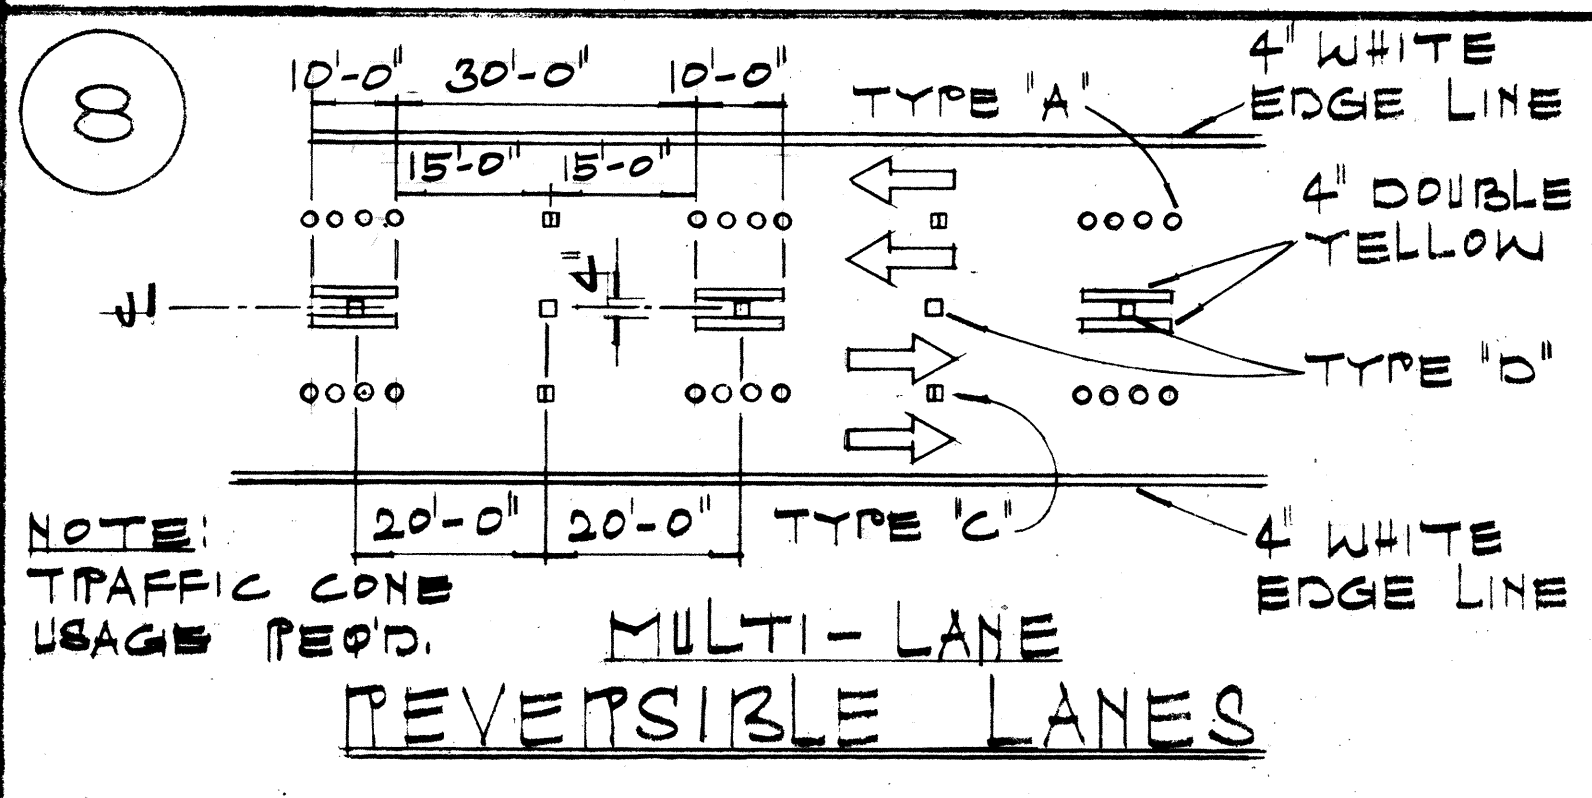 8
10'-0" 30'-0" 10'-0"
15'-0" 15'-0"
TYPE "A"
4" WHITE
EDGE LINE
4" DOUBLE
YELLOW
4"
TYPE "D"
20'-0" 20'-0"
TYPE "C"
4" WHITE
EDGE LINE
NOTE:
TRAFFIC CONE
USAGE REQ'D.
MULTI-LANE
REVERSIBLE LANES